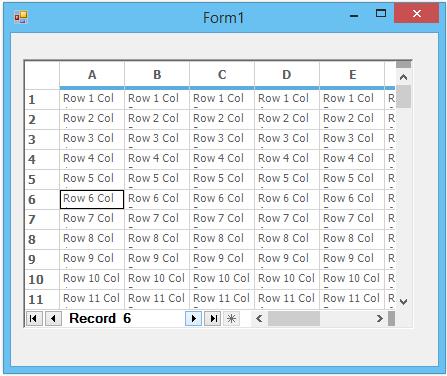 Form1
A B C D E
1 Row 1 Col Row 1 Col Row 1 Col Row 1 Col Row 1 Col
2 Row 2 Col Row 2 Col Row 2 Col Row 2 Col Row 2 Col
3 Row 3 Col Row 3 Col Row 3 Col Row 3 Col Row 3 Col
4 Row 4 Col Row 4 Col Row 4 Col Row 4 Col Row 4 Col
5 Row 5 Col Row 5 Col Row 5 Col Row 5 Col Row 5 Col
6 Row 6 Col Row 6 Col Row 6 Col Row 6 Col Row 6 Col
7 Row 7 Col Row 7 Col Row 7 Col Row 7 Col Row 7 Col
8 Row 8 Col Row 8 Col Row 8 Col Row 8 Col Row 8 Col
9 Row 9 Col Row 9 Col Row 9 Col Row 9 Col Row 9 Col
10 Row 10 Col Row 10 Col Row 10 Col Row 10 Col Row 10 Col
11 Row 11 Col Row 11 Col Row 11 Col Row 11 Col Row 11 Col
Record 6